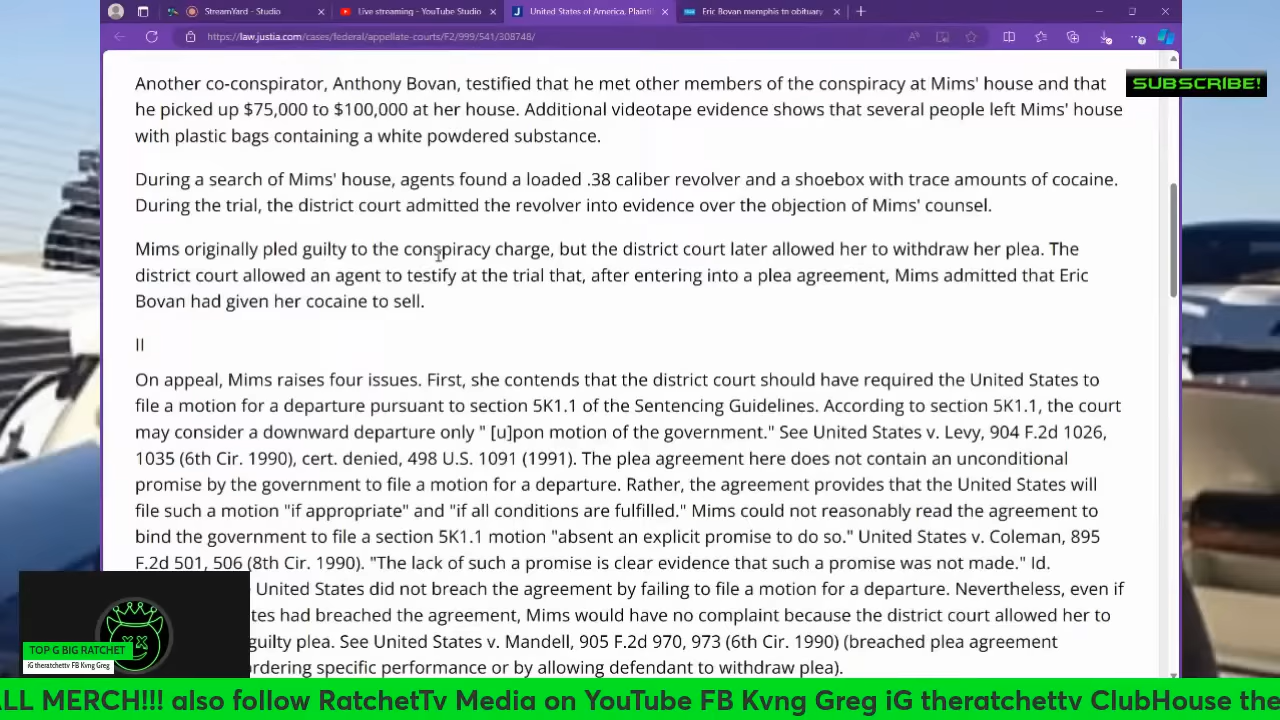 StreamYard - Studio
Live streaming - YouTube Studio
United States of America, Plainti
Eric Bovan memphis tn obituary
https://law.justia.com/cases/federal/appellate-courts/F2/999/541/308748/
SUBSCRIBE!
Another co-conspirator, Anthony Bovan, testified that he met other members of the conspiracy at Mims' house and that
he picked up $75,000 to $100,000 at her house. Additional videotape evidence shows that several people left Mims' house
with plastic bags containing a white powdered substance.
During a search of Mims' house, agents found a loaded .38 caliber revolver and a shoebox with trace amounts of cocaine.
During the trial, the district court admitted the revolver into evidence over the objection of Mims' counsel.
Mims originally pled guilty to the conspiracy charge, but the district court later allowed her to withdraw her plea. The
district court allowed an agent to testify at the trial that, after entering into a plea agreement, Mims admitted that Eric
Bovan had given her cocaine to sell.
II
On appeal, Mims raises four issues. First, she contends that the district court should have required the United States to
file a motion for a departure pursuant to section 5K1.1 of the Sentencing Guidelines. According to section 5K1.1, the court
may consider a downward departure only " [u]pon motion of the government." See United States v. Levy, 904 F.2d 1026,
1035 (6th Cir. 1990), cert. denied, 498 U.S. 1091 (1991). The plea agreement here does not contain an unconditional
promise by the government to file a motion for a departure. Rather, the agreement provides that the United States will
file such a motion "if appropriate" and "if all conditions are fulfilled." Mims could not reasonably read the agreement to
bind the government to file a section 5K1.1 motion "absent an explicit promise to do so." United States v. Coleman, 895
F.2d 501, 506 (8th Cir. 1990). "The lack of such a promise is clear evidence that such a promise was not made." Id.
United States did not breach the agreement by failing to file a motion for a departure. Nevertheless, even if
tes had breached the agreement, Mims would have no complaint because the district court allowed her to
guilty plea. See United States v. Mandell, 905 F.2d 970, 973 (6th Cir. 1990) (breached plea agreement
rdering specific performance or by allowing defendant to withdraw plea).
TOP G BIG RATCHET
iG theratchettv FB Kvng Greg
ALL MERCH!!! also follow RatchetTv Media on YouTube FB Kvng Greg iG theratchettv ClubHouse the